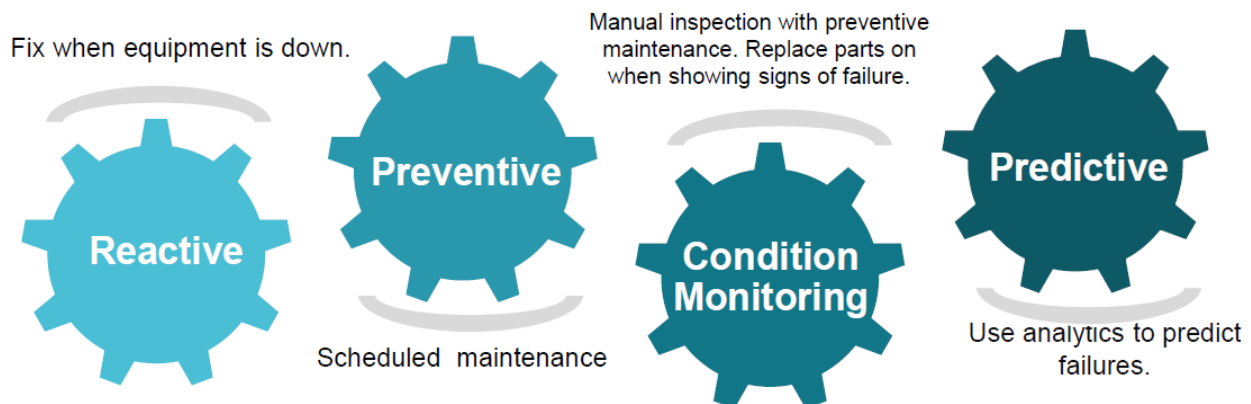 Fix when equipment is down.
Reactive
Preventive
Scheduled maintenance
Manual inspection with preventive
maintenance. Replace parts on
when showing signs of failure.
Condition
Monitoring
Predictive
Use analytics to predict
failures.